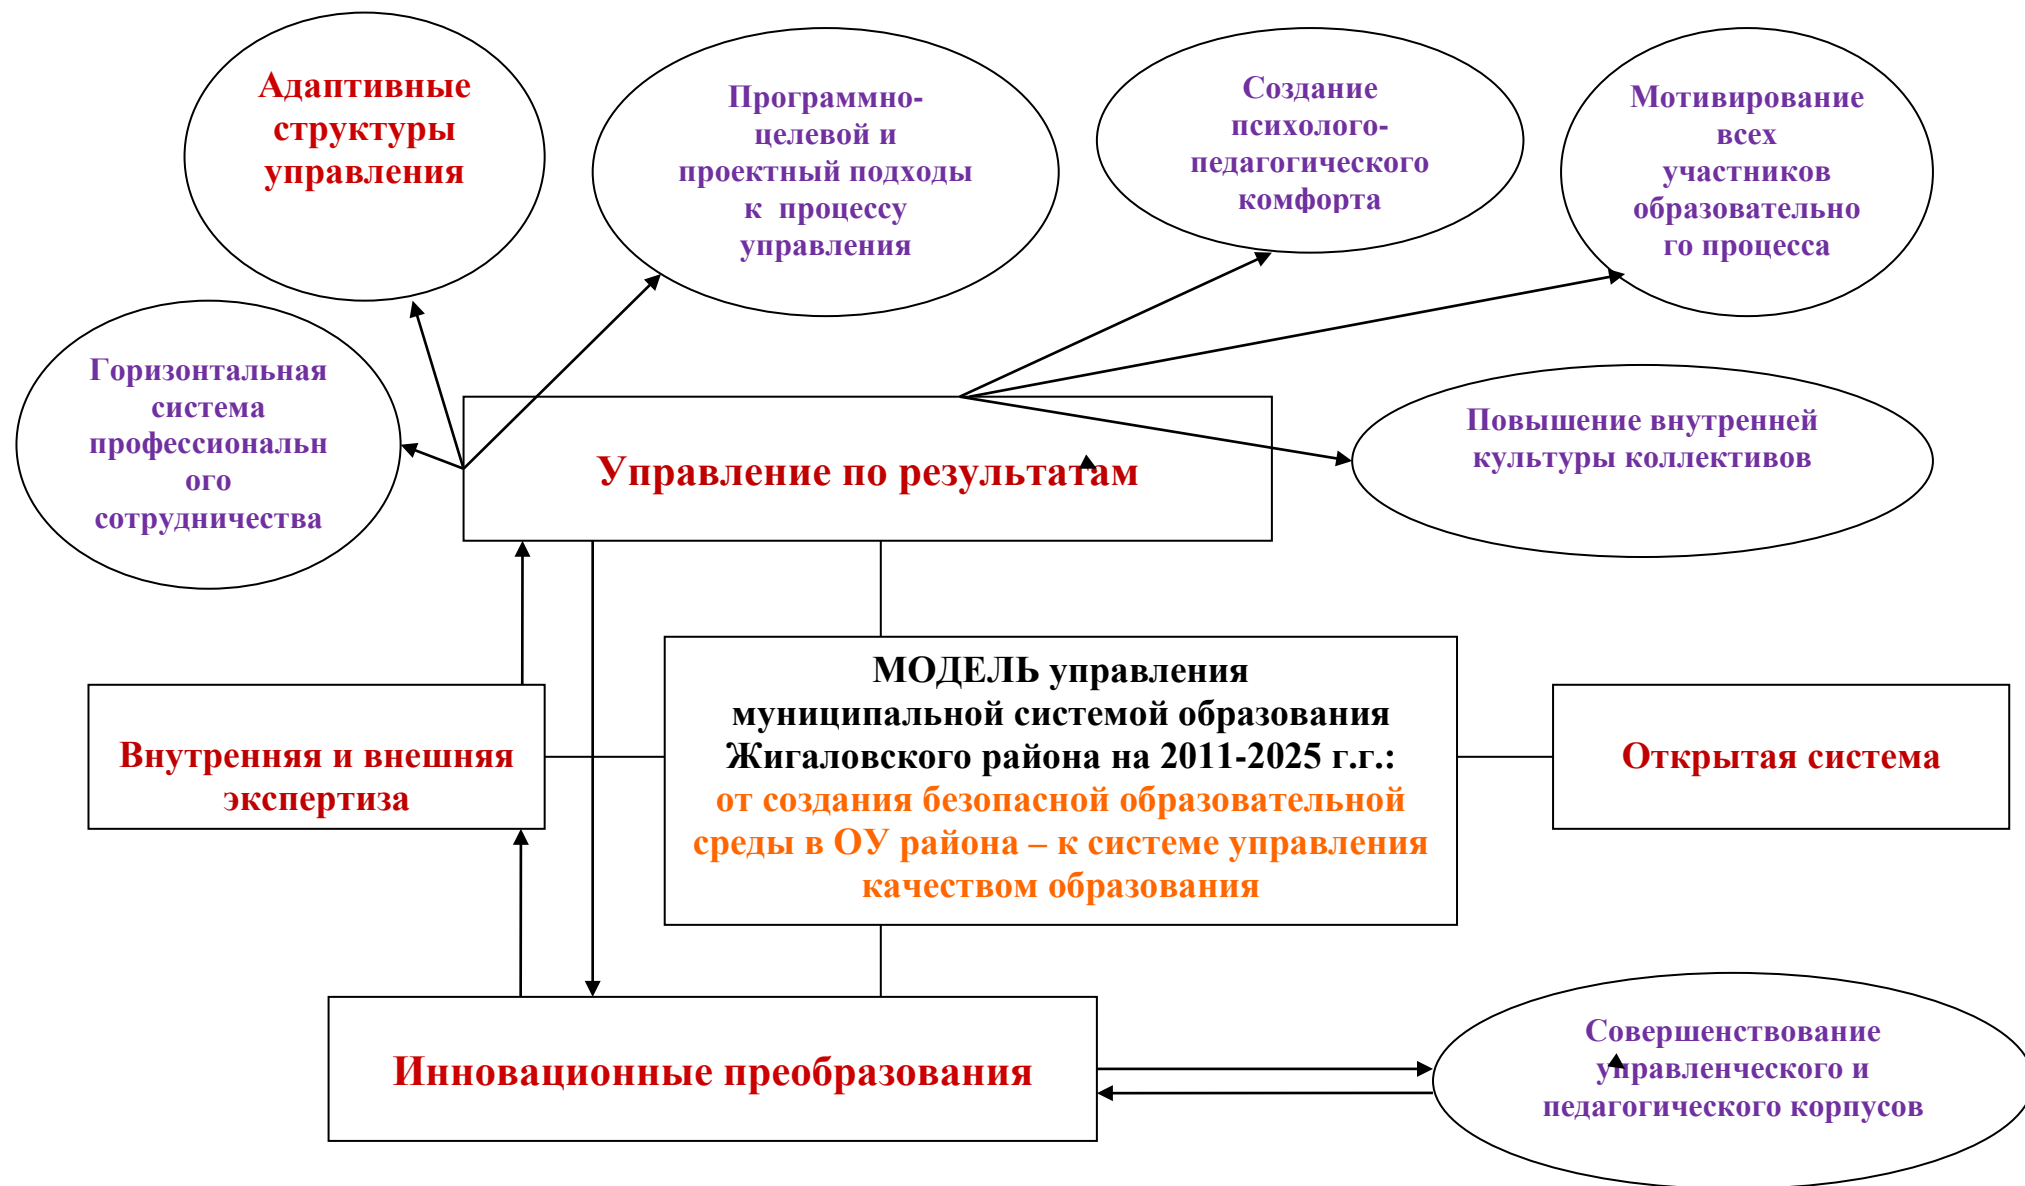 Адаптивные
структуры
управления
Программно-
целевой и
проектный подходы
к процессу
управления
Создание
психолого-
педагогического
комфорта
Мотивирование
всех
участников
образовательно
го процесса
Горизонтальная
система
профессиональн
ого
сотрудничества
Управление по результатам
Повышение внутренней
культуры коллективов
МОДЕЛЬ управления
муниципальной системой образования
Жигаловского района на 2011-2025 г.г.:
от создания безопасной образовательной
среды в ОУ района – к системе управления
качеством образования
Внутренняя и внешняя
экспертиза
Открытая система
Инновационные преобразования
Совершенствование
управленческого и
педагогического корпусов